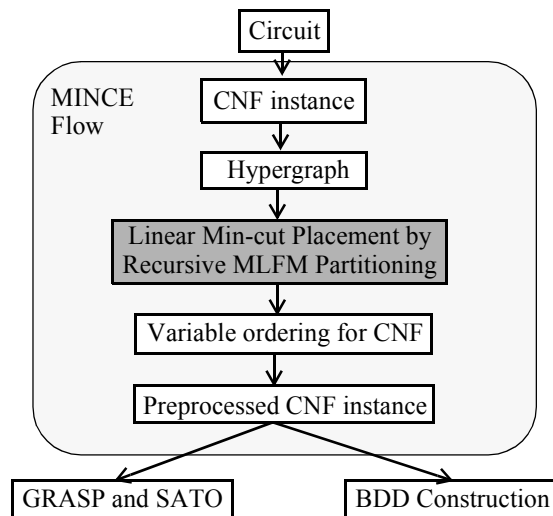 Circuit
MINCE
Flow
CNF instance
Hypergraph
Linear Min-cut Placement by
Recursive MLFM Partitioning
Variable ordering for CNF
Preprocessed CNF instance
GRASP and SATO
BDD Construction